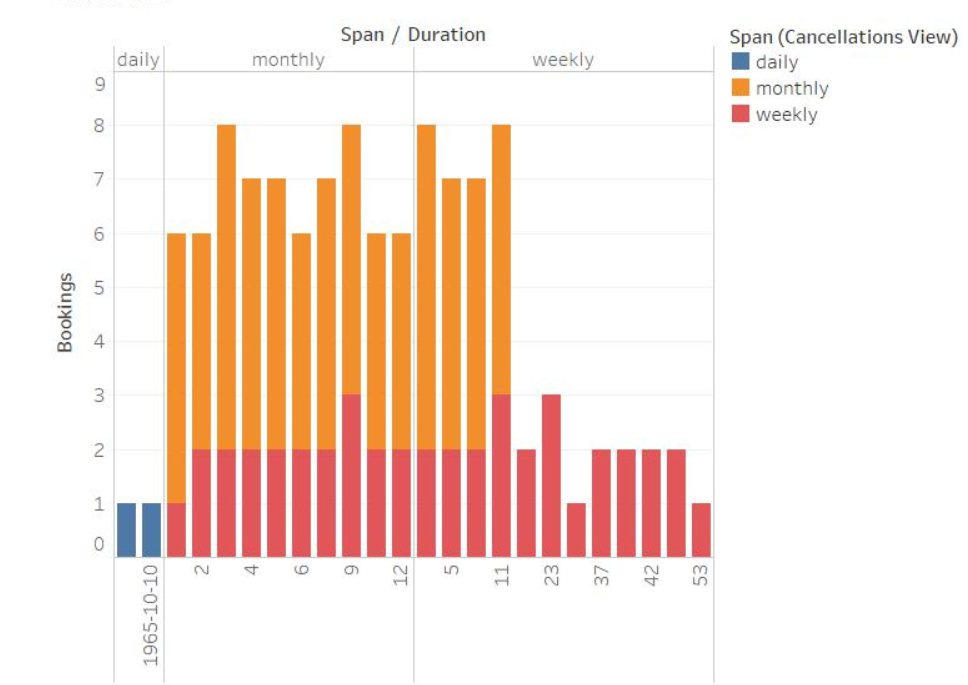 Span / Duration
daily monthly weekly
Span (Cancellations View)
daily
monthly
weekly
9
8
7
6
5
4
3
2
1
0
Bookings
2 4 6 9 12 5 11 23 37 42 53
1965-10-10